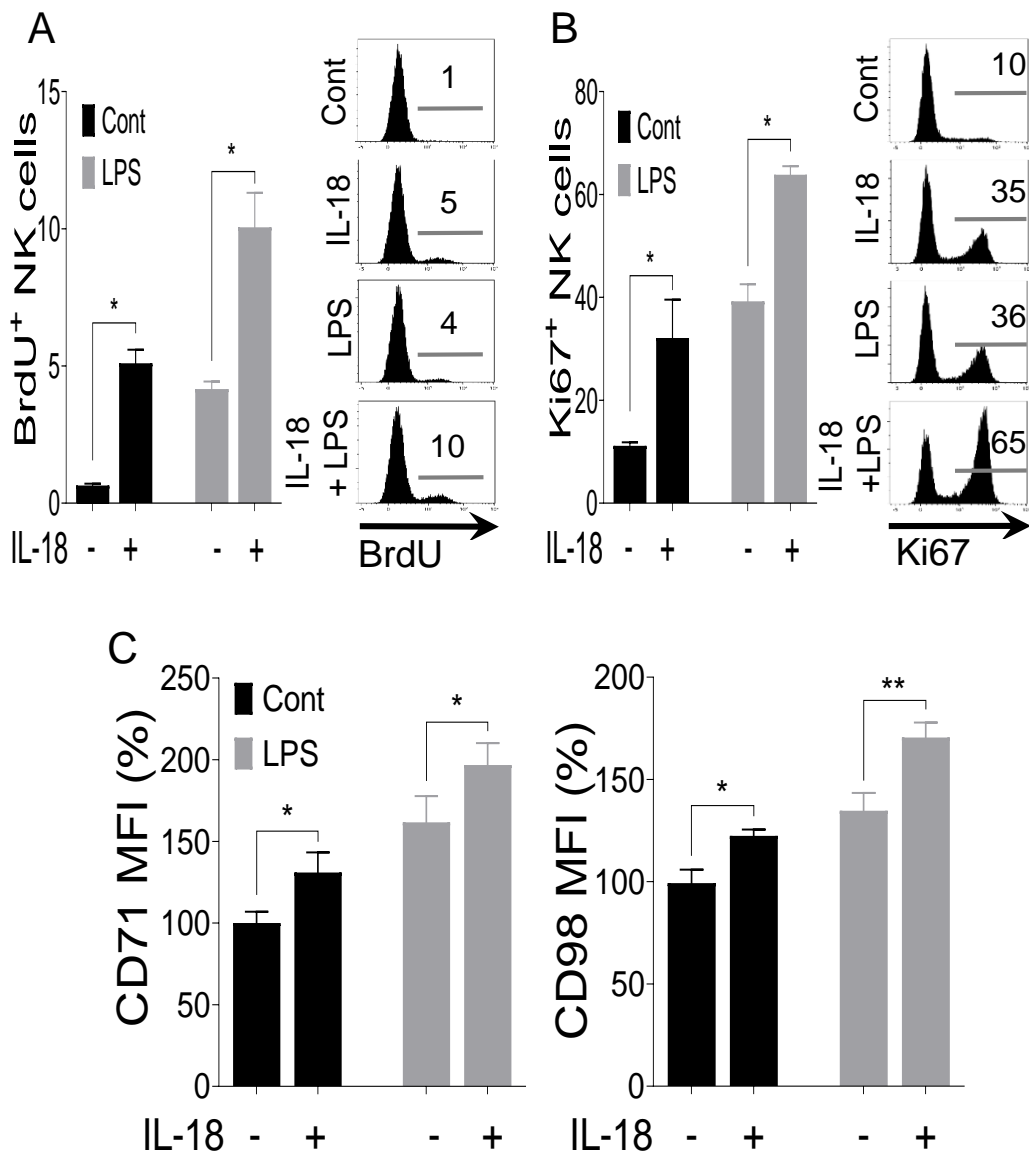 A
BrdU+ NK cells
15
10
5
0
Cont
LPS
*
*
IL-18 - + - +
Cont
1
IL-18
5
LPS
4
IL-18
+ LPS
10
BrdU
B
Ki67+ NK cells
80
60
40
20
0
Cont
LPS
*
*
IL-18 - + - +
Cont
10
IL-18
35
LPS
36
IL-18
+LPS
65
Ki67
C
CD71 MFI (%)
250
200
150
100
50
0
Cont
LPS
*
*
IL-18 - + - +
CD98 MFI (%)
200
150
100
50
0
*
**
IL-18 - + - +